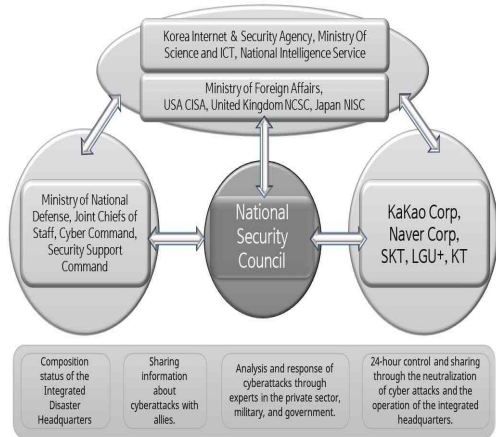 Korea Internet & Security Agency, Ministry Of
Science and ICT, National Intelligence Service
Ministry of Foreign Affairs,
USA CISA, United Kingdom NCSC, Japan NISC
Ministry of National
Defense, Joint Chiefs of
Staff, Cyber Command,
Security Support
Command
National
Security
Council
KaKao Corp,
Naver Corp,
SKT, LGU+, KT
Composition
status of the
Integrated
Disaster
Headquarters
Sharing
information
about
cyberattacks with
allies.
Analysis and response of
cyberattacks through
experts in the private sector,
military, and government.
24-hour control and sharing
through the neutralization
of cyber attacks and the
operation of the integrated
headquarters.